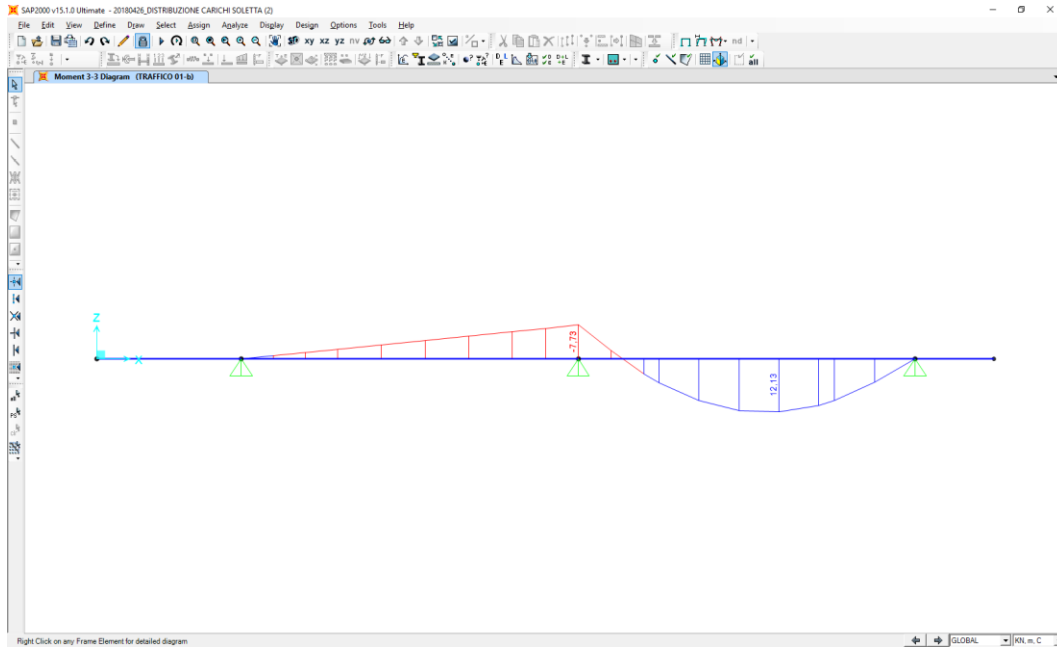 SAP2000 v15.1.0 Ultimate - 20180426_DISTRIBUZIONE CARICHI SOLETTA (2)
File Edit View Define Draw Select Assign Analyze Display Design Options Tools Help
xy xz yz nv nd
all
Moment 3-3 Diagram (TRAFFICO 01-b)
Z
X
-7,73
12,13
Right Click on any Frame Element for detailed diagram
GLOBAL
KN, m, C